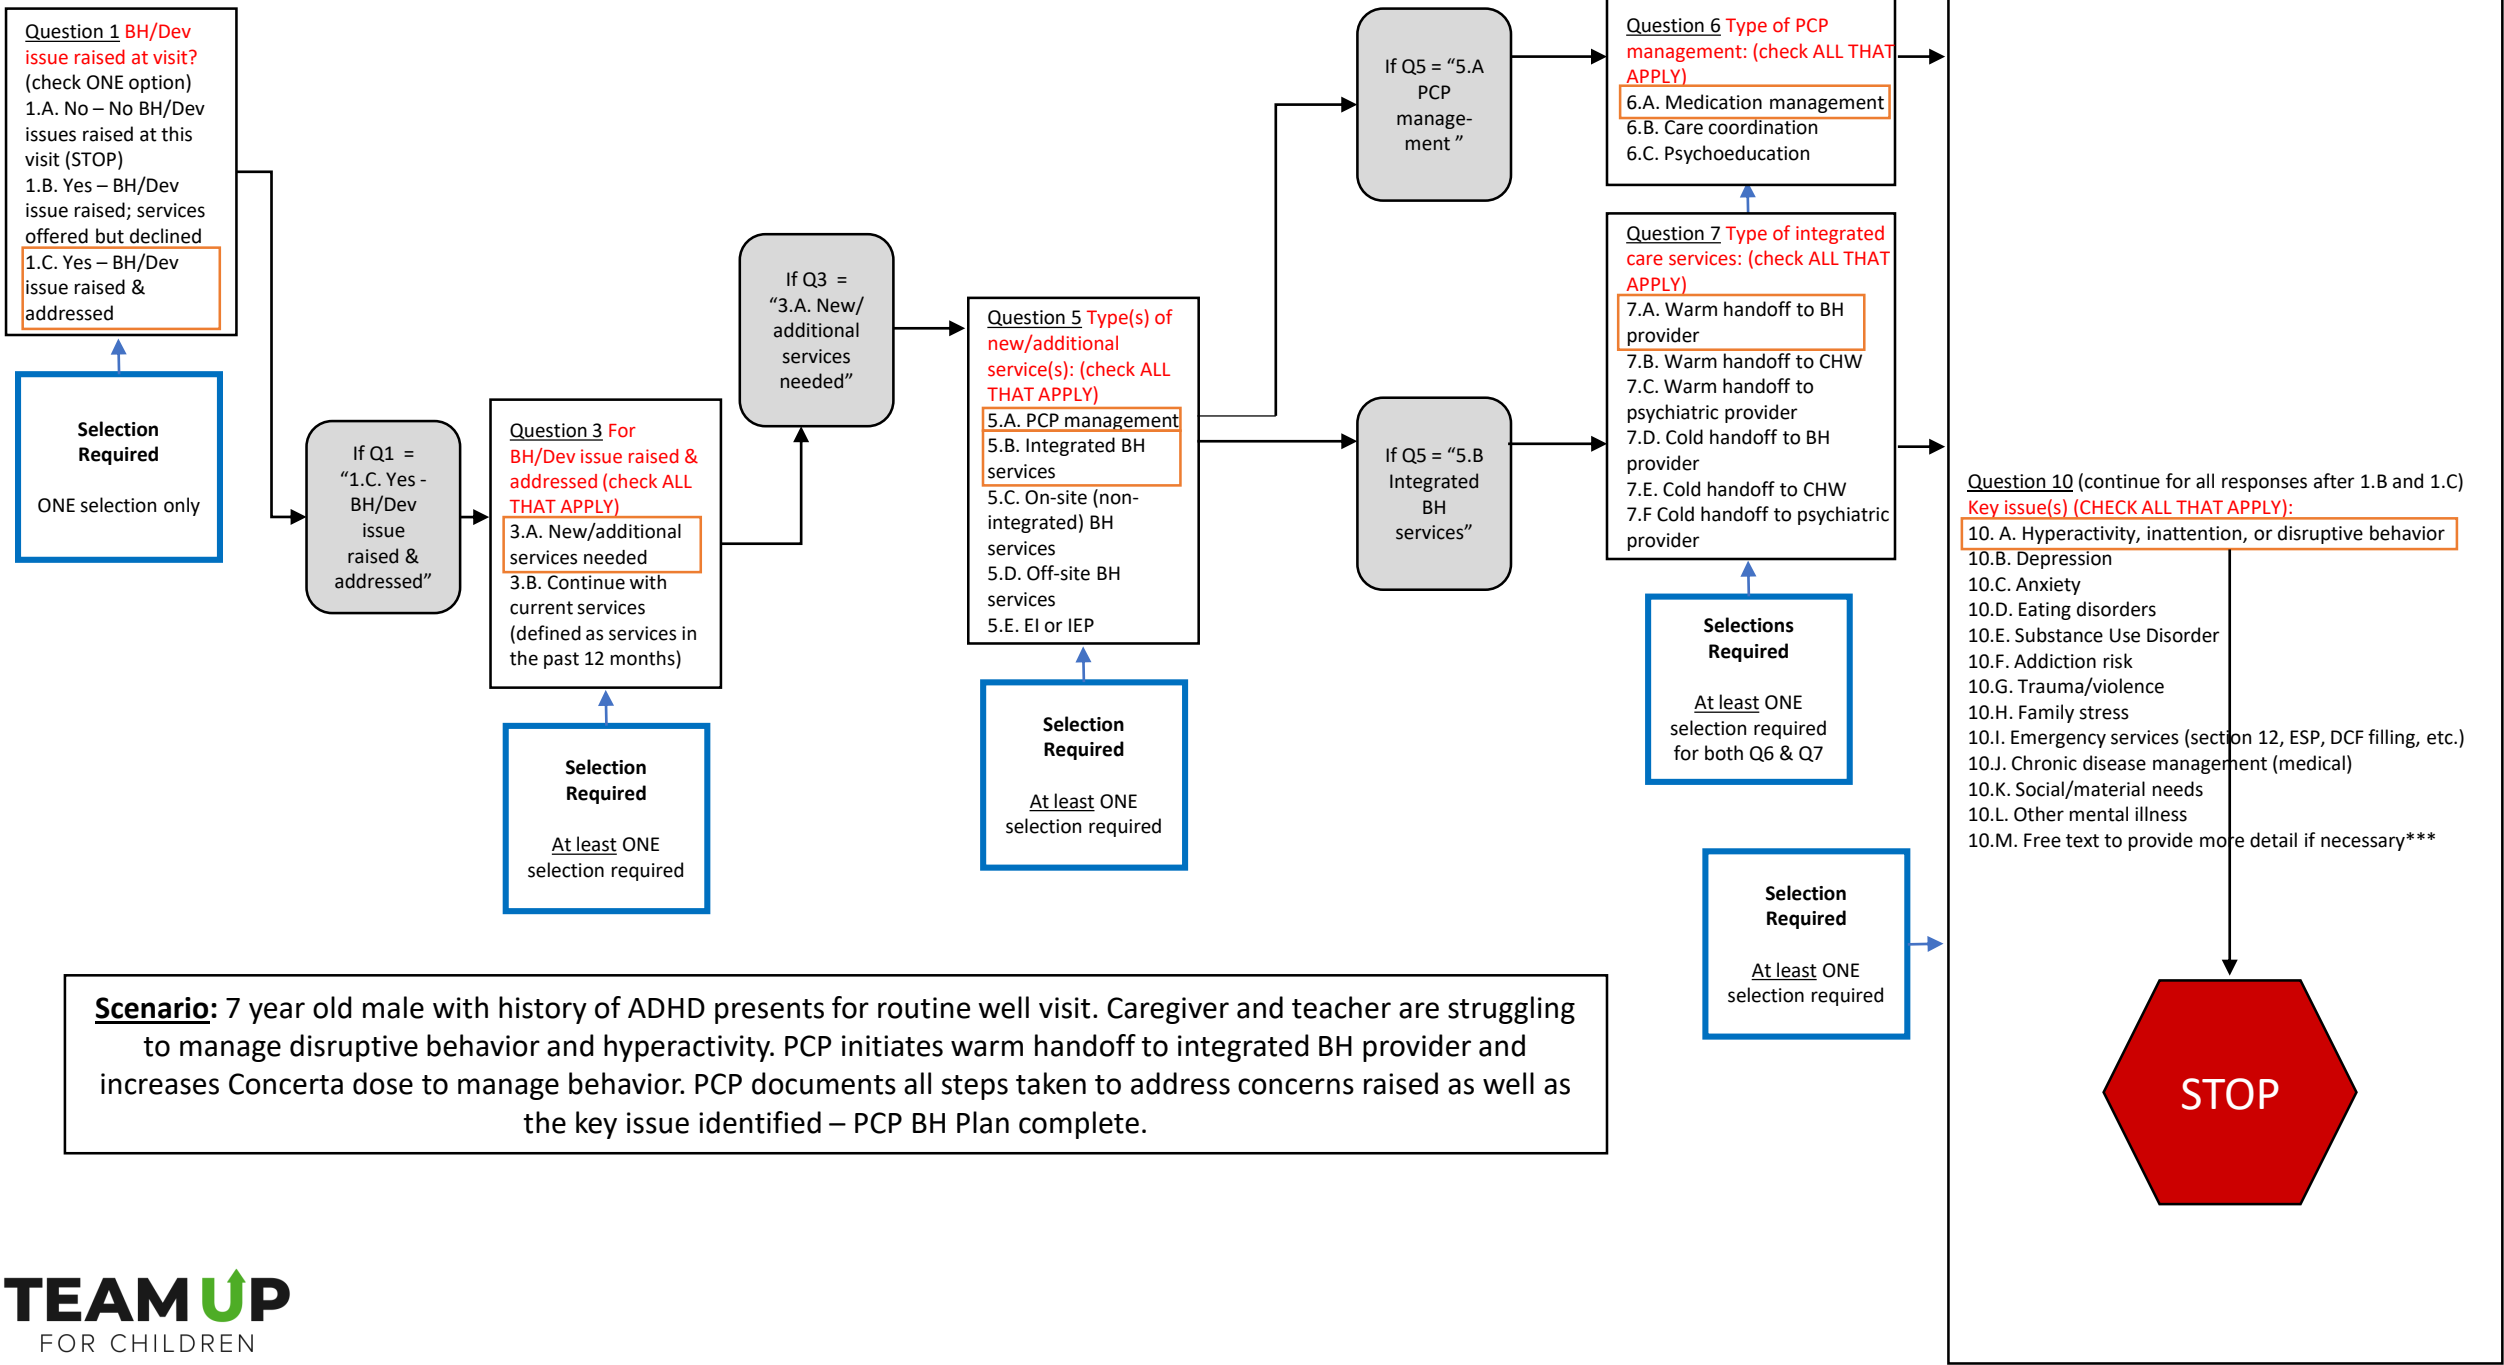 Question 1 BH/Dev
issue raised at visit?
(check ONE option)
1.A. No – No BH/Dev
issues raised at this
visit (STOP)
1.B. Yes – BH/Dev
issue raised; services
offered but declined
1.C. Yes – BH/Dev
issue raised &
addressed
Selection
Required
ONE selection only
If Q1 =
“1.C. Yes -
BH/Dev
issue
raised &
addressed”
Question 3 For
BH/Dev issue raised &
addressed (check ALL
THAT APPLY)
3.A. New/additional
services needed
3.B. Continue with
current services
(defined as services in
the past 12 months)
Selection
Required
At least ONE
selection required
If Q3 =
“3.A. New/
additional
services
needed”
Question 5 Type(s) of
new/additional
service(s): (check ALL
THAT APPLY)
5.A. PCP management
5.B. Integrated BH
services
5.C. On-site (non-
integrated) BH
services
5.D. Off-site BH
services
5.E. EI or IEP
Selection
Required
At least ONE
selection required
If Q5 = “5.A
PCP
manage-
ment ”
If Q5 = “5.B
Integrated
BH
services”
Question 6 Type of PCP
management: (check ALL THAT
APPLY)
6.A. Medication management
6.B. Care coordination
6.C. Psychoeducation
Question 7 Type of integrated
care services: (check ALL THAT
APPLY)
7.A. Warm handoff to BH
provider
7.B. Warm handoff to CHW
7.C. Warm handoff to
psychiatric provider
7.D. Cold handoff to BH
provider
7.E. Cold handoff to CHW
7.F Cold handoff to psychiatric
provider
Selections
Required
At least ONE
selection required
for both Q6 & Q7
Selection
Required
At least ONE
selection required
Question 10 (continue for all responses after 1.B and 1.C)
Key issue(s) (CHECK ALL THAT APPLY):
10. A. Hyperactivity, inattention, or disruptive behavior
10.B. Depression
10.C. Anxiety
10.D. Eating disorders
10.E. Substance Use Disorder
10.F. Addiction risk
10.G. Trauma/violence
10.H. Family stress
10.I. Emergency services (section 12, ESP, DCF filling, etc.)
10.J. Chronic disease management (medical)
10.K. Social/material needs
10.L. Other mental illness
10.M. Free text to provide more detail if necessary***
STOP
Scenario: 7 year old male with history of ADHD presents for routine well visit. Caregiver and teacher are struggling
to manage disruptive behavior and hyperactivity. PCP initiates warm handoff to integrated BH provider and
increases Concerta dose to manage behavior. PCP documents all steps taken to address concerns raised as well as
the key issue identified – PCP BH Plan complete.
TEAM UP
FOR CHILDREN